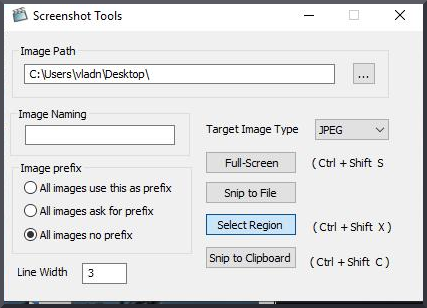 Screenshot Tools
Image Path
C:\Users\vladn\Desktop\
...
Image Naming
Target Image Type
JPEG
Image prefix
Full-Screen
( Ctrl + Shift S
All images use this as prefix
Snip to File
All images ask for prefix
Select Region
( Ctrl + Shift X )
All images no prefix
Snip to Clipboard
( Ctrl + Shift C )
Line Width
3